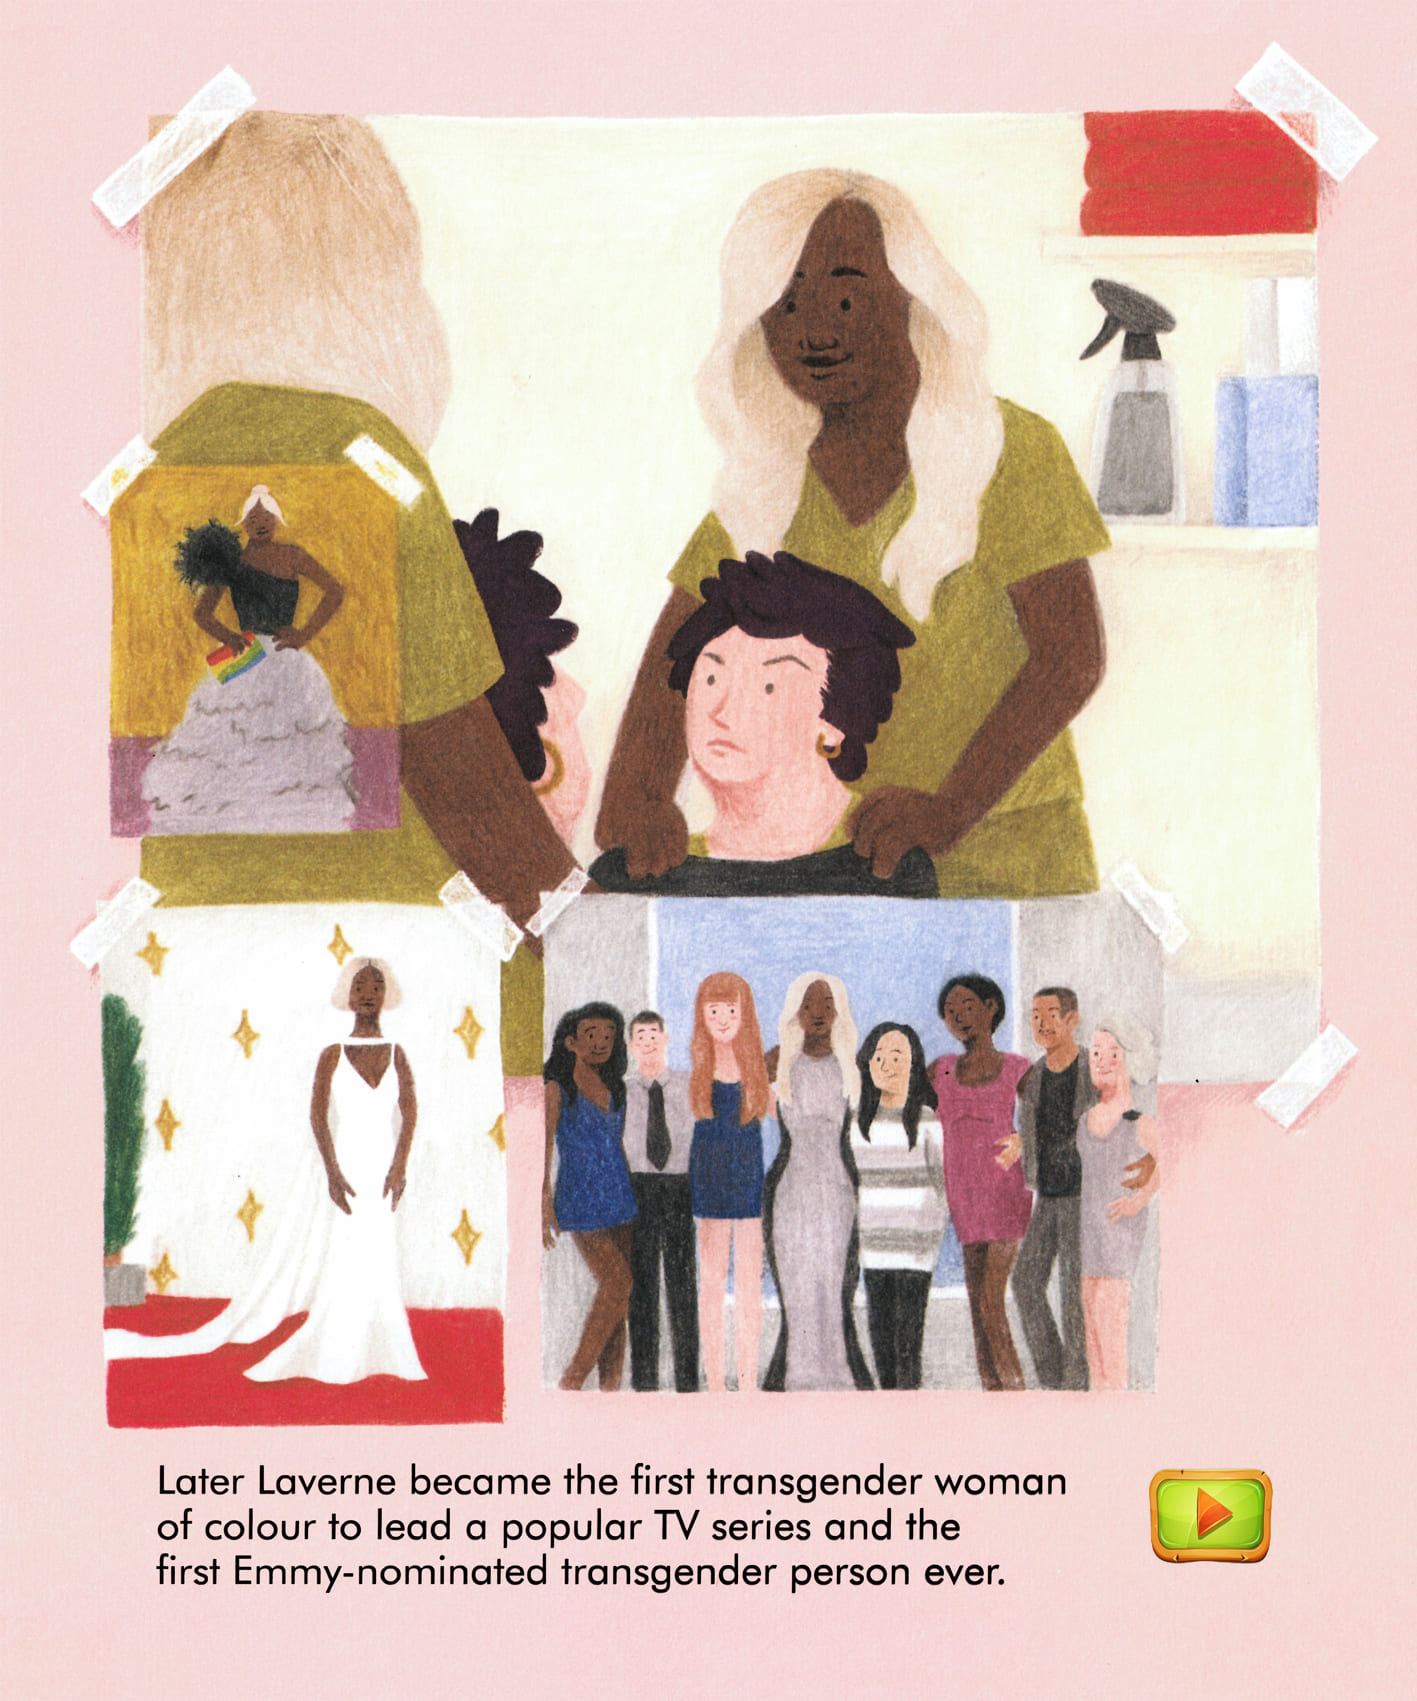 Later Laverne became the first transgender woman
of colour to lead a popular TV series and the
first Emmy-nominated transgender person ever.